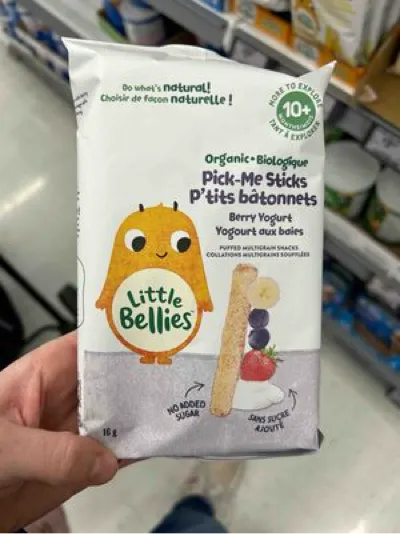 Do what's natural!
Choisir de façon naturelle !
MORE TO EXPLORE
10+
MONTHS/MOIS
TANT À EXPLORER
Organic • Biologique
Pick-Me Sticks
P'tits bâtonnets
Berry Yogurt
Yogourt aux baies
PUFFED MULTIGRAIN SNACKS
COLLATIONS MULTIGRAINS SOUFFLÉES
Little
Bellies
NO ADDED
SUGAR
SANS SUCRE
AJOUTÉ
16 g